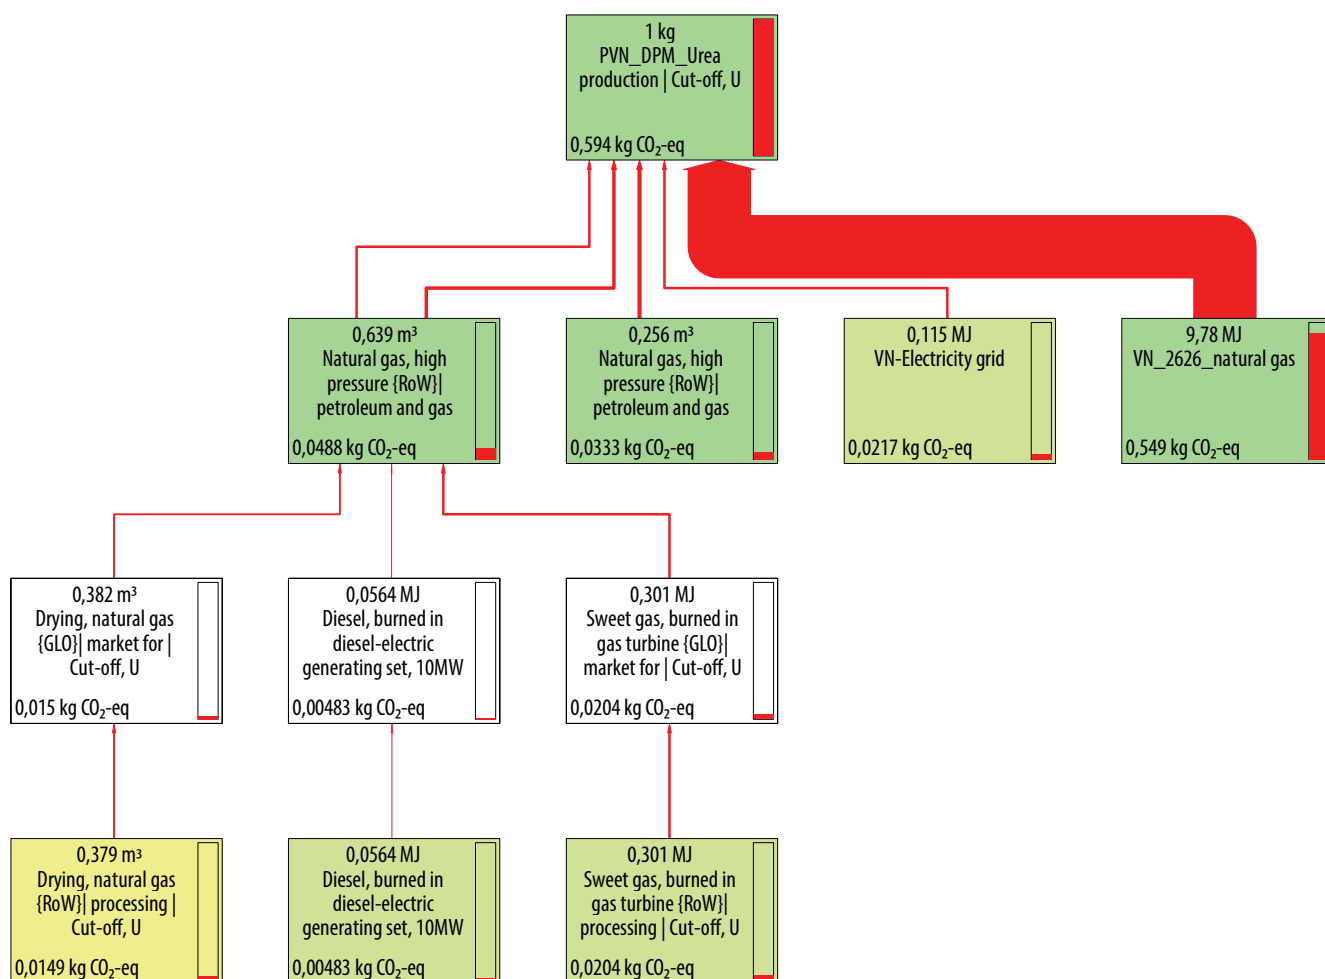 1 kg
PVN_DPM_Urea
production | Cut-off, U
0,594 kg CO₂-eq
0,639 m³
Natural gas, high
pressure {RoW}|
petroleum and gas
0,0488 kg CO₂-eq
0,256 m³
Natural gas, high
pressure {RoW}|
petroleum and gas
0,0333 kg CO₂-eq
0,115 MJ
VN-Electricity grid
0,0217 kg CO₂-eq
9,78 MJ
VN_2626_natural gas
0,549 kg CO₂-eq
0,382 m³
Drying, natural gas
{GLO}| market for |
Cut-off, U
0,015 kg CO₂-eq
0,0564 MJ
Diesel, burned in
diesel-electric
generating set, 10MW
0,00483 kg CO₂-eq
0,301 MJ
Sweet gas, burned in
gas turbine {GLO}|
market for | Cut-off, U
0,0204 kg CO₂-eq
0,379 m³
Drying, natural gas
{RoW}| processing |
Cut-off, U
0,0149 kg CO₂-eq
0,0564 MJ
Diesel, burned in
diesel-electric
generating set, 10MW
0,00483 kg CO₂-eq
0,301 MJ
Sweet gas, burned in
gas turbine {RoW}|
processing | Cut-off, U
0,0204 kg CO₂-eq